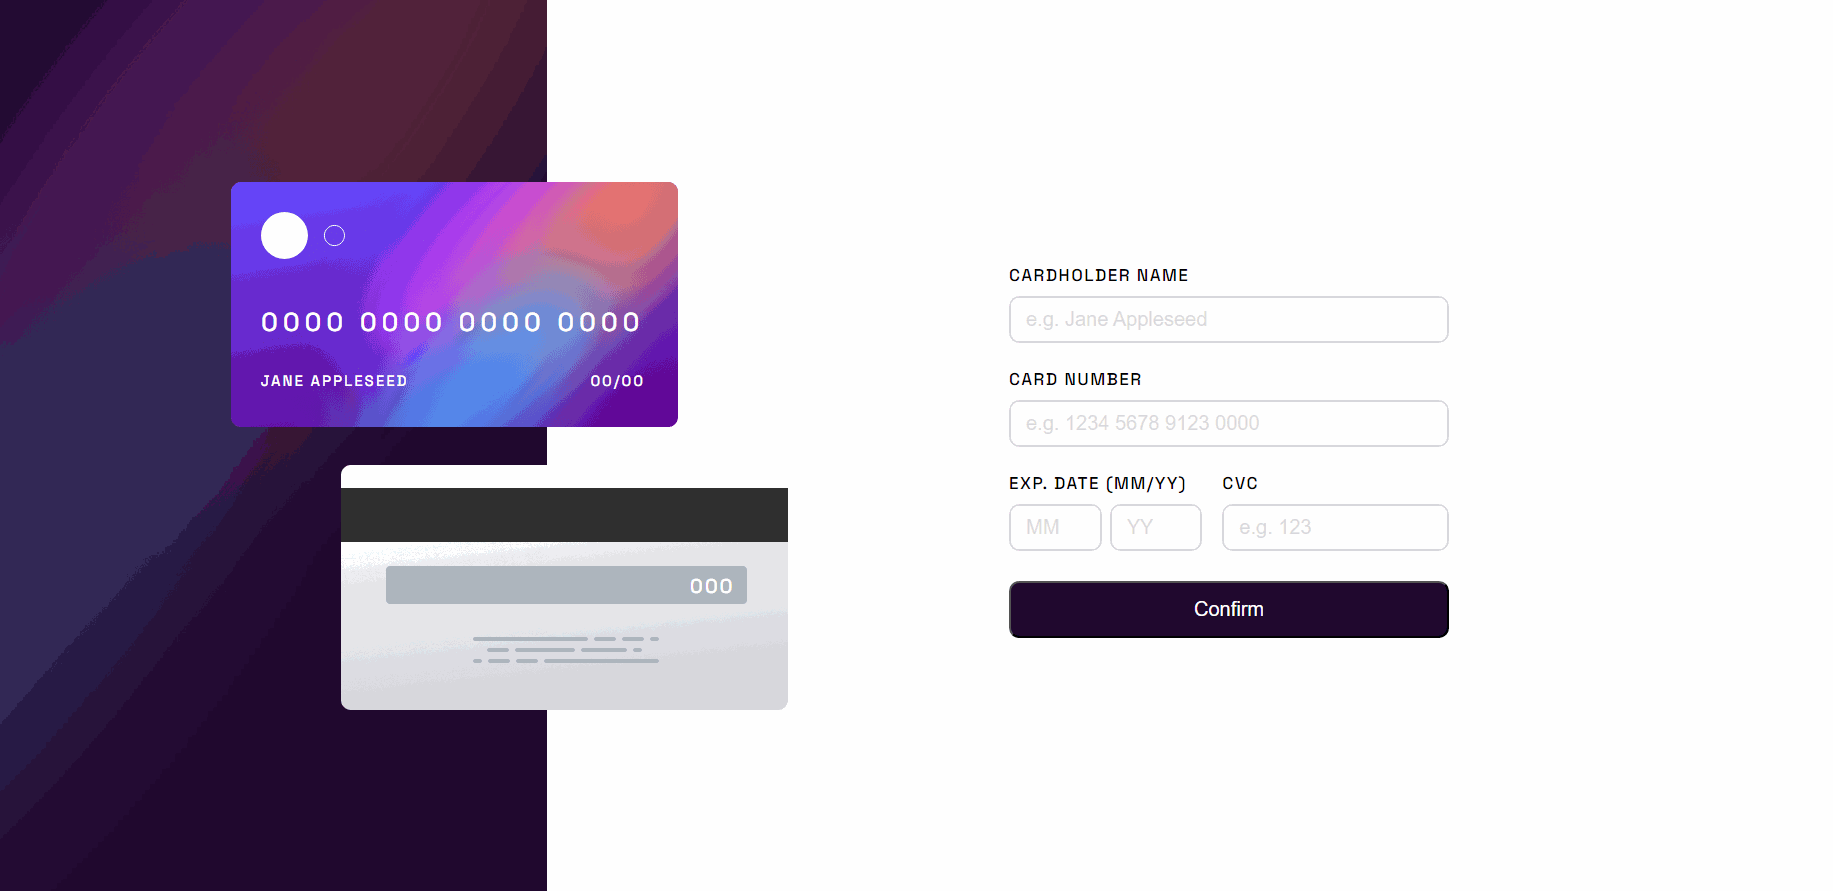 0000 0000 0000 0000
JANE APPLESEED 00/00
000
CARDHOLDER NAME
e.g. Jane Appleseed
CARD NUMBER
e.g. 1234 5678 9123 0000
EXP. DATE (MM/YY) CVC
MM YY e.g. 123
Confirm